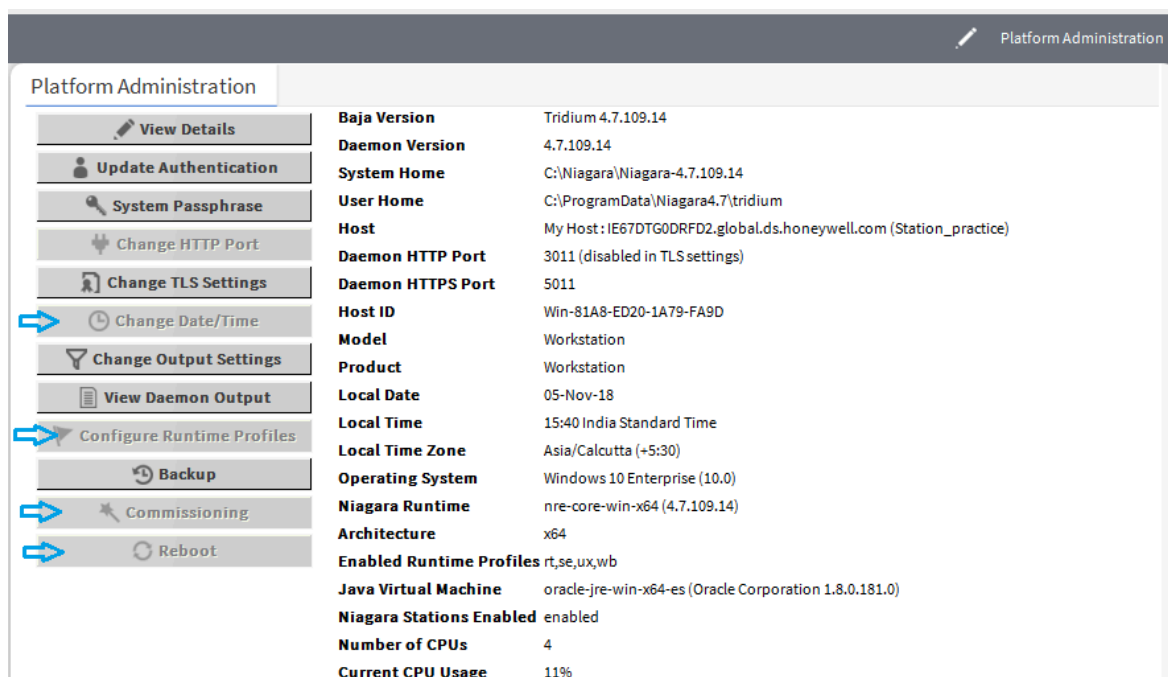 Platform Administration
Platform Administration
View Details
Update Authentication
System Passphrase
Change HTTP Port
Change TLS Settings
Change Date/Time
Change Output Settings
View Daemon Output
Configure Runtime Profiles
Backup
Commissioning
Reboot
Baja Version Tridium 4.7.109.14
Daemon Version 4.7.109.14
System Home C:\Niagara\Niagara-4.7.109.14
User Home C:\ProgramData\Niagara4.7\tridium
Host My Host : IE67DTG0DRFD2.global.ds.honeywell.com (Station_practice)
Daemon HTTP Port 3011 (disabled in TLS settings)
Daemon HTTPS Port 5011
Host ID Win-81A8-ED20-1A79-FA9D
Model Workstation
Product Workstation
Local Date 05-Nov-18
Local Time 15:40 India Standard Time
Local Time Zone Asia/Calcutta (+5:30)
Operating System Windows 10 Enterprise (10.0)
Niagara Runtime nre-core-win-x64 (4.7.109.14)
Architecture x64
Enabled Runtime Profiles rt,se,ux,wb
Java Virtual Machine oracle-jre-win-x64-es (Oracle Corporation 1.8.0.181.0)
Niagara Stations Enabled enabled
Number of CPUs 4
Current CPU Usage 11%